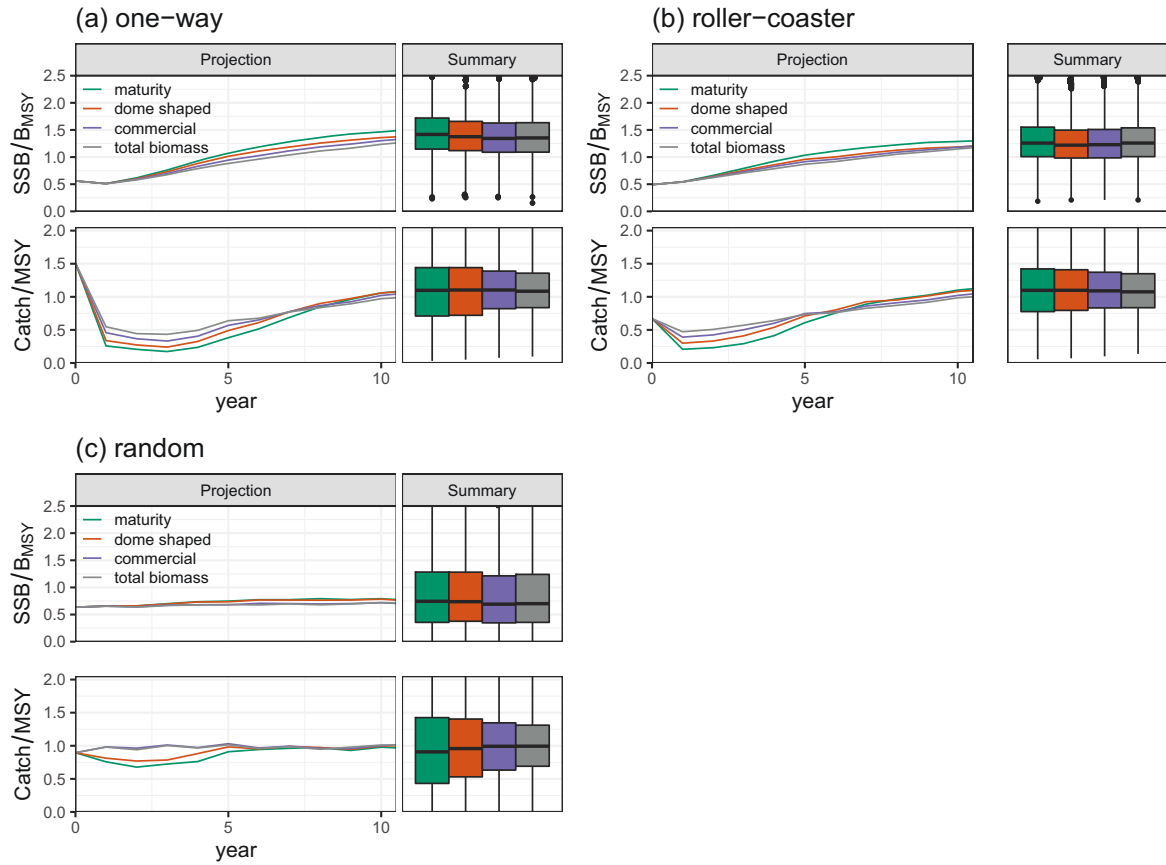 (a) one−way
Projection
Summary
SSB/BMSY
2.5
2.0
1.5
1.0
0.5
0.0
maturity
dome shaped
commercial
total biomass
Catch/MSY
2.0
1.5
1.0
0.5
0.0
0
5
10
year
(b) roller−coaster
Projection
Summary
SSB/BMSY
2.5
2.0
1.5
1.0
0.5
0.0
maturity
dome shaped
commercial
total biomass
Catch/MSY
2.0
1.5
1.0
0.5
0.0
0
5
10
year
(c) random
Projection
Summary
SSB/BMSY
2.5
2.0
1.5
1.0
0.5
0.0
maturity
dome shaped
commercial
total biomass
Catch/MSY
2.0
1.5
1.0
0.5
0.0
0
5
10
year